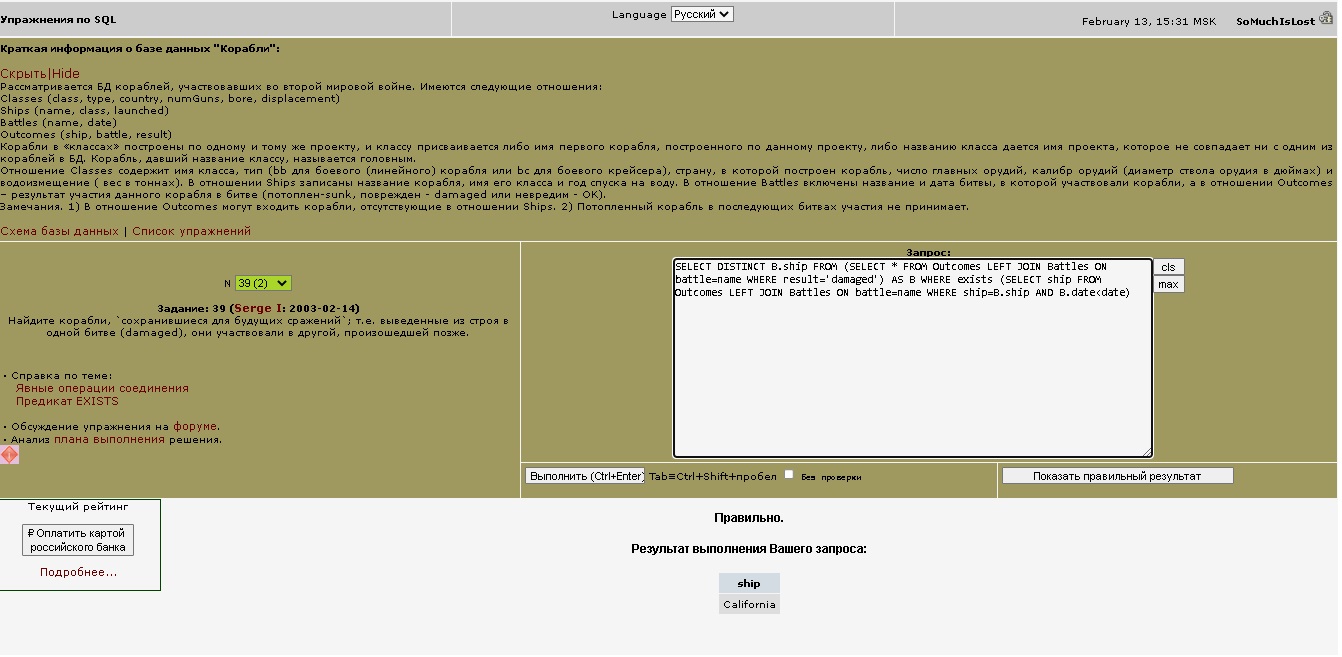 Упражнения по SQL
Language Русский
February 13, 15:31 MSK SoMuchIsLost
Краткая информация о базе данных "Корабли":
Скрыть|Hide
Рассматривается БД кораблей, участвовавших во второй мировой войне. Имеются следующие отношения:
Classes (class, type, country, numGuns, bore, displacement)
Ships (name, class, launched)
Battles (name, date)
Outcomes (ship, battle, result)
Корабли в «классах» построены по одному и тому же проекту, и классу присваивается либо имя первого корабля, построенного по данному проекту, либо названию класса дается имя проекта, которое не совпадает ни с одним из
кораблей в БД. Корабль, давший название классу, называется головным.
Отношение Classes содержит имя класса, тип (bb для боевого (линейного) корабля или bc для боевого крейсера), страну, в которой построен корабль, число главных орудий, калибр орудий (диаметр ствола орудия в дюймах) и
водоизмещение ( вес в тоннах). В отношении Ships записаны название корабля, имя его класса и год спуска на воду. В отношение Battles включены название и дата битвы, в которой участвовали корабли, а в отношении Outcomes
– результат участия данного корабля в битве (потоплен-sunk, поврежден - damaged или невредим - OK).
Замечания. 1) В отношение Outcomes могут входить корабли, отсутствующие в отношении Ships. 2) Потопленный корабль в последующих битвах участия не принимает.
Схема базы данных | Список упражнений
N 39 (2)
Задание: 39 (Serge I: 2003-02-14)
Найдите корабли, `сохранившиеся для будущих сражений`; т.е. выведенные из строя в
одной битве (damaged), они участвовали в другой, произошедшей позже.
• Справка по теме:
Явные операции соединения
Предикат EXISTS
• Обсуждение упражнения на форуме.
• Анализ плана выполнения решения.
Запрос:
SELECT DISTINCT B.ship FROM (SELECT * FROM Outcomes LEFT JOIN Battles ON
battle=name WHERE result='damaged') AS B WHERE exists (SELECT ship FROM
Outcomes LEFT JOIN Battles ON battle=name WHERE ship=B.ship AND B.date<date)
cls
max
Выполнить (Ctrl+Enter) Tab≡Ctrl+Shift+пробел Без проверки
Показать правильный результат
Текущий рейтинг
₽ Оплатить картой
российского банка
Подробнее...
Правильно.
Результат выполнения Вашего запроса:
ship
California